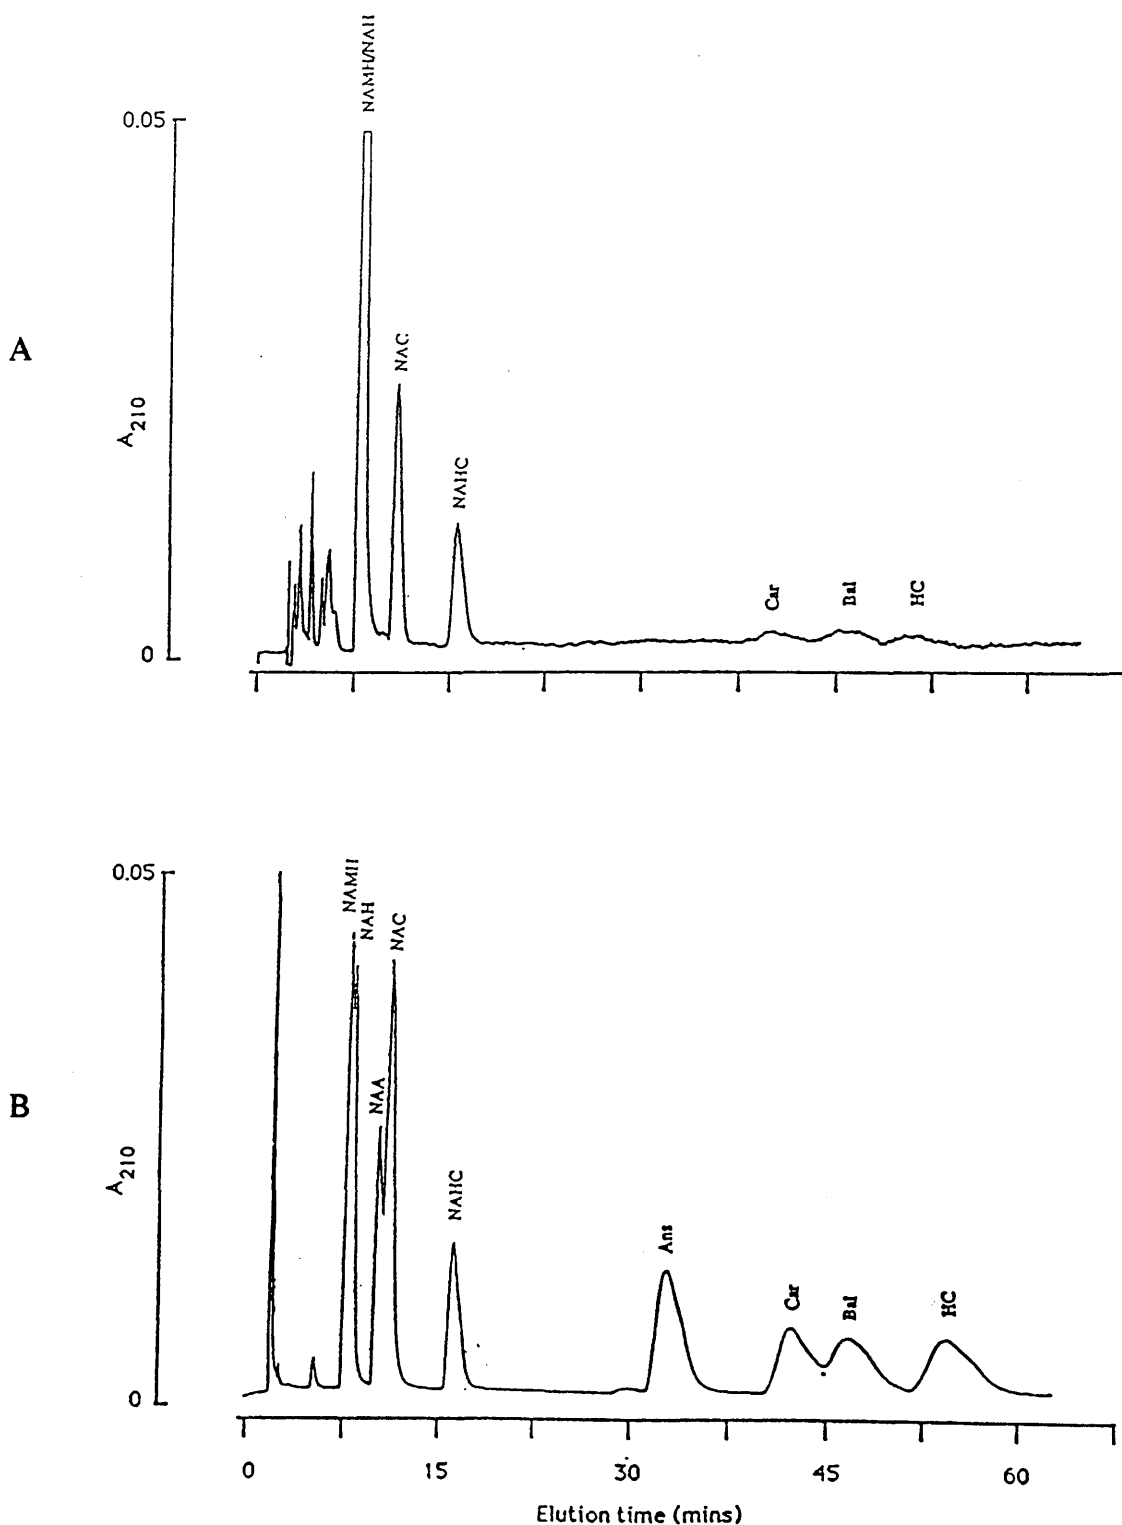 NAMH/NAH
0.05
NAC
A
A210
NAHC
Car
Bal
HC
0
0.05
NAMH
NAH
NAC
NAA
B
A210
NAHC
Ans
Car
Bal
HC
0
0
15
30
45
60
Elution time (mins)